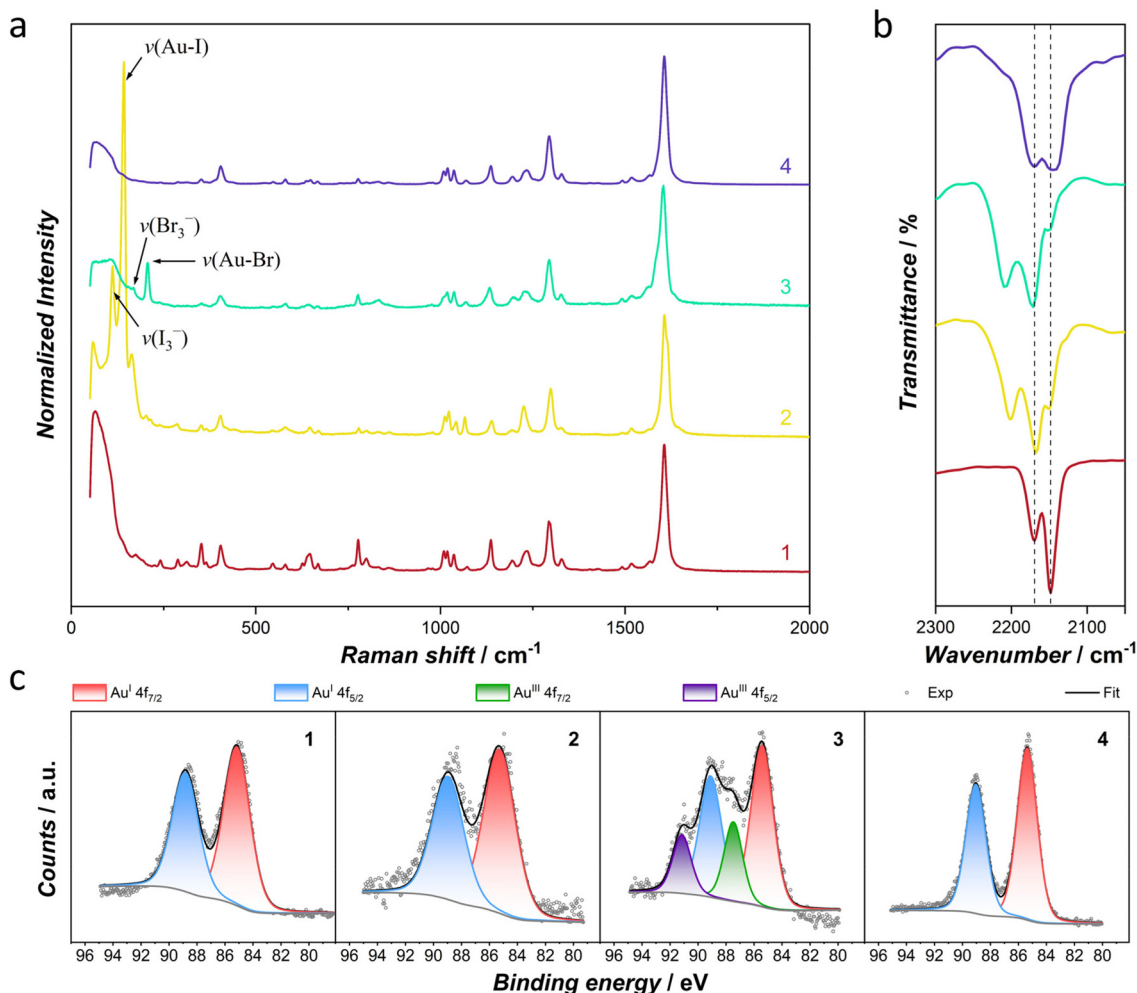 a
b
ν(Au-I)
4
ν(Br₃⁻)
ν(Au-Br)
3
ν(I₃⁻)
2
1
Normalized Intensity
Transmittance / %
0 500 1000 1500 2000
2300 2200 2100
Raman shift / cm⁻¹
Wavenumber / cm⁻¹
c
Auᴵ 4f₇/₂ Auᴵ 4f₅/₂ Auᴵᴵᴵ 4f₇/₂ Auᴵᴵᴵ 4f₅/₂ Exp Fit
1 2 3 4
Counts / a.u.
96 94 92 90 88 86 84 82 80 96 94 92 90 88 86 84 82 80 96 94 92 90 88 86 84 82 80 96 94 92 90 88 86 84 82 80
Binding energy / eV